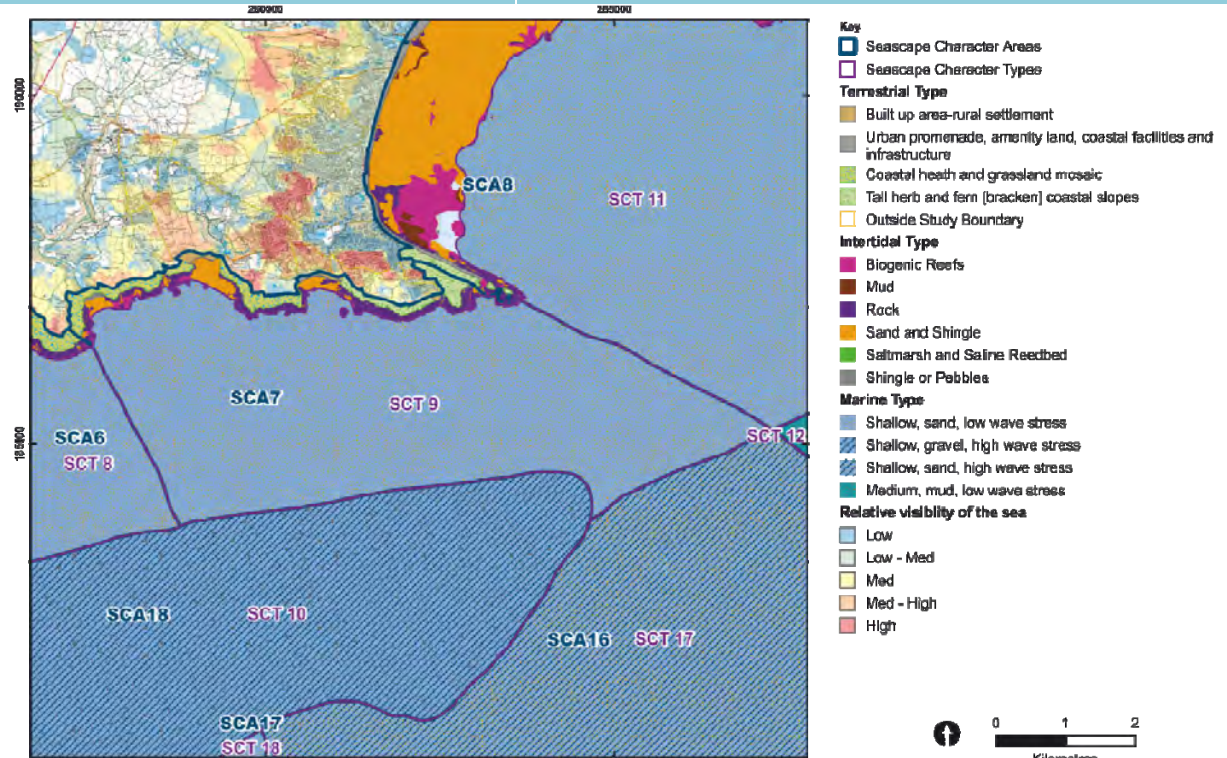 250000
255000
190000
SCA8
SCT 11
SCA7
SCT 9
185000
SCA6
SCT 8
SCT 12
SCA18
SCT 10
SCA16
SCT 17
SCA17
SCT 18
Key
Seascape Character Areas
Seascape Character Types
Terrestrial Type
Built up area-rural settlement
Urban promenade, amenity land, coastal facilities and
infrastructure
Coastal heath and grassland mosaic
Tall herb and fern [bracken] coastal slopes
Outside Study Boundary
Intertidal Type
Biogenic Reefs
Mud
Rock
Sand and Shingle
Saltmarsh and Saline Reedbed
Shingle or Pebbles
Marine Type
Shallow, sand, low wave stress
Shallow, gravel, high wave stress
Shallow, sand, high wave stress
Medium, mud, low wave stress
Relative visiblity of the sea
Low
Low - Med
Med
Med - High
High
0 1 2
Kilometres